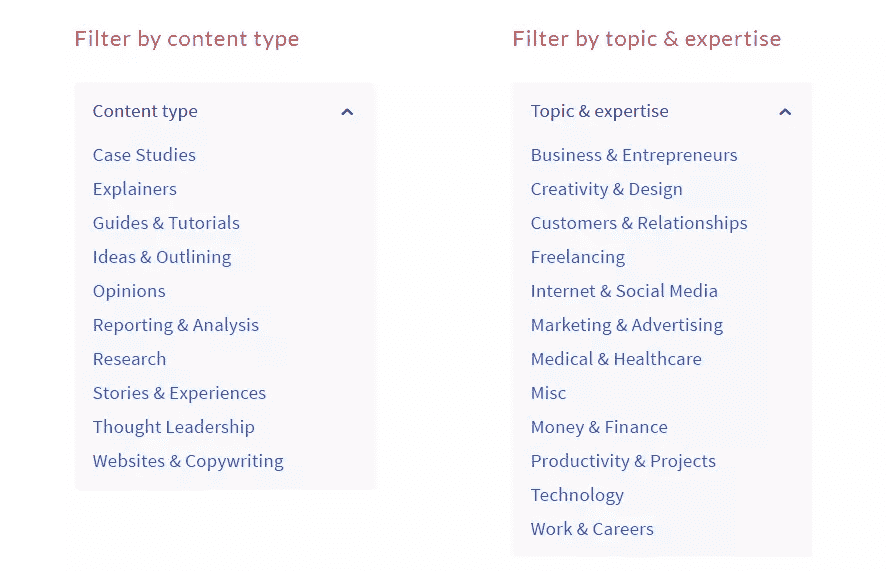 Filter by content type
Content type
Case Studies
Explainers
Guides & Tutorials
Ideas & Outlining
Opinions
Reporting & Analysis
Research
Stories & Experiences
Thought Leadership
Websites & Copywriting
Filter by topic & expertise
Topic & expertise
Business & Entrepreneurs
Creativity & Design
Customers & Relationships
Freelancing
Internet & Social Media
Marketing & Advertising
Medical & Healthcare
Misc
Money & Finance
Productivity & Projects
Technology
Work & Careers